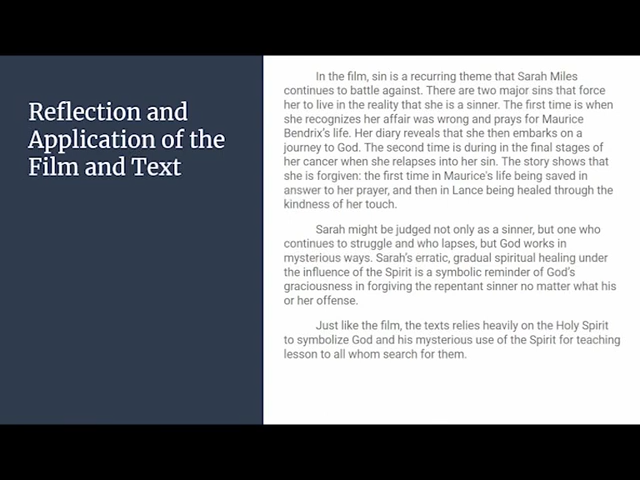 Reflection and
Application of the
Film and Text
In the film, sin is a recurring theme that Sarah Miles
continues to battle against. There are two major sins that force
her to live in the reality that she is a sinner. The first time is when
she recognizes her affair was wrong and prays for Maurice
Bendrix's life. Her diary reveals that she then embarks on a
journey to God. The second time is during in the final stages of
her cancer when she relapses into her sin. The story shows that
she is forgiven: the first time in Maurice's life being saved in
answer to her prayer, and then in Lance being healed through the
kindness of her touch.
Sarah might be judged not only as a sinner, but one who
continues to struggle and who lapses, but God works in
mysterious ways. Sarah's erratic, gradual spiritual healing under
the influence of the Spirit is a symbolic reminder of God's
graciousness in forgiving the repentant sinner no matter what his
or her offense.
Just like the film, the texts relies heavily on the Holy Spirit
to symbolize God and his mysterious use of the Spirit for teaching
lesson to all whom search for them.